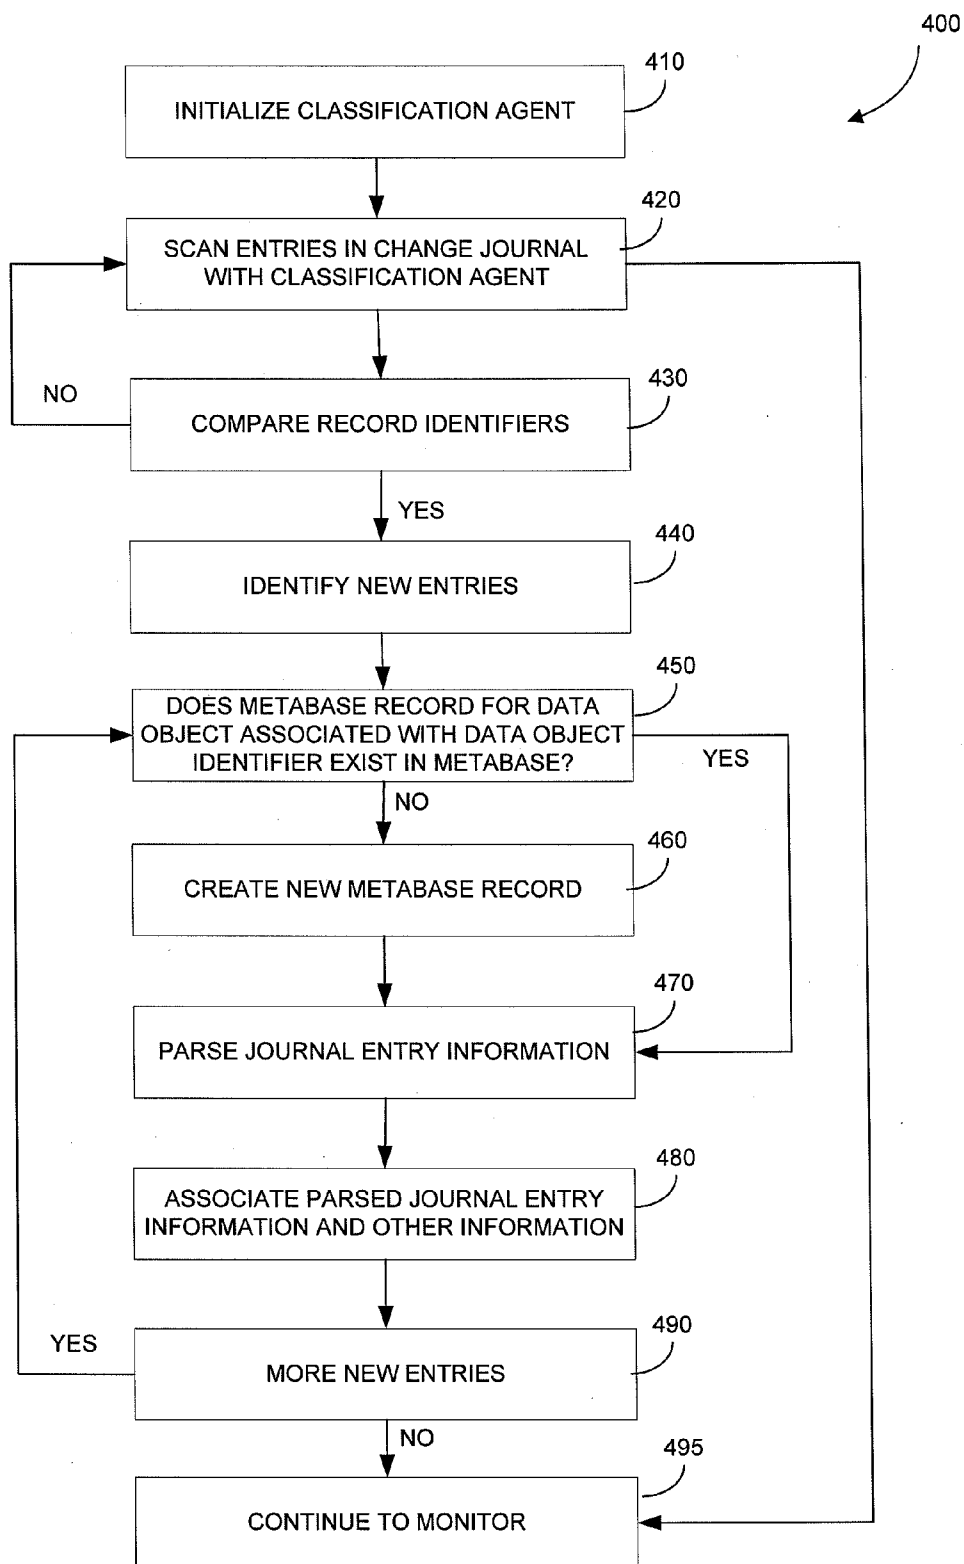 400
410
INITIALIZE CLASSIFICATION AGENT
420
SCAN ENTRIES IN CHANGE JOURNAL
WITH CLASSIFICATION AGENT
NO
430
COMPARE RECORD IDENTIFIERS
YES
440
IDENTIFY NEW ENTRIES
450
DOES METABASE RECORD FOR DATA
OBJECT ASSOCIATED WITH DATA OBJECT
IDENTIFIER EXIST IN METABASE?
YES
NO
460
CREATE NEW METABASE RECORD
470
PARSE JOURNAL ENTRY INFORMATION
480
ASSOCIATE PARSED JOURNAL ENTRY
INFORMATION AND OTHER INFORMATION
YES
490
MORE NEW ENTRIES
NO
495
CONTINUE TO MONITOR